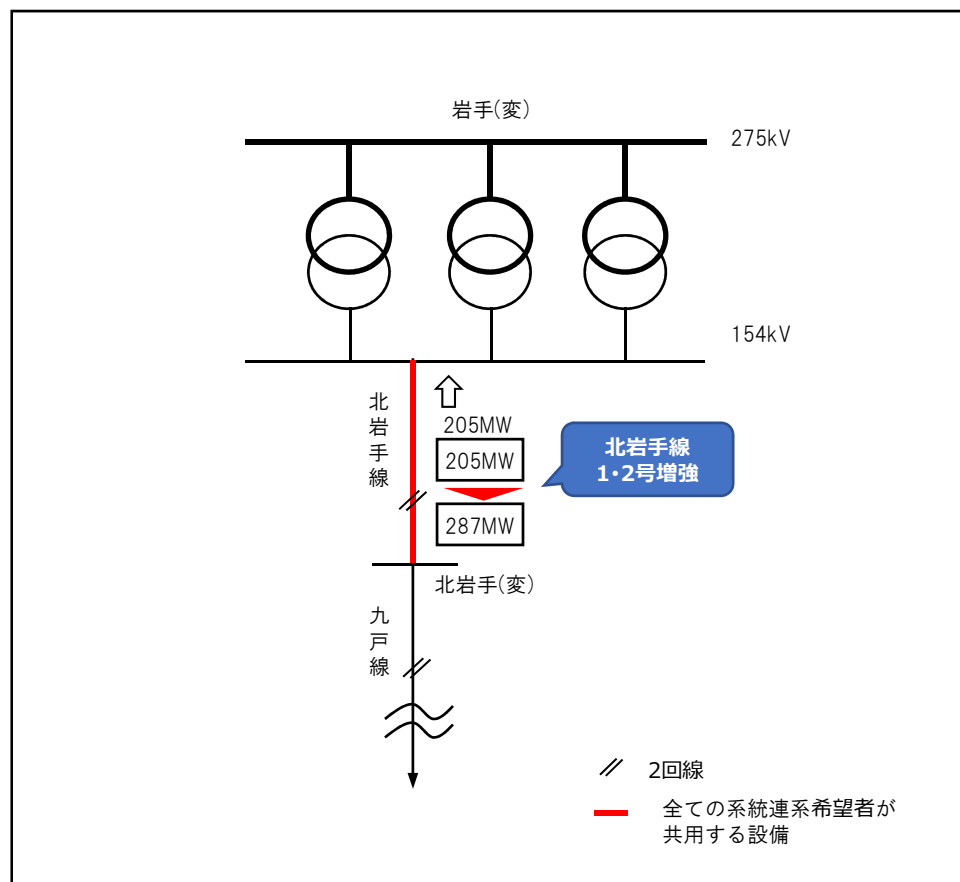 岩手(変)
275kV
154kV
北岩手線
205MW
205MW
287MW
北岩手線
1・2号増強
北岩手(変)
九戸線
2回線
全ての系統連系希望者が
共用する設備